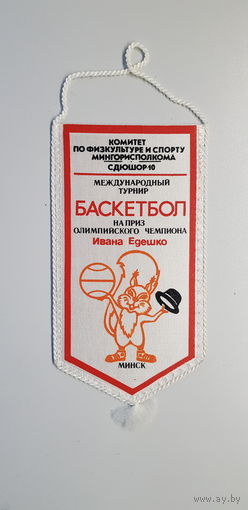 КОМИТЕТ
ПО ФИЗКУЛЬТУРЕ И СПОРТУ
МИНГОРИСПОЛКОМА
СДЮШОР-10
МЕЖДУНАРОДНЫЙ
ТУРНИР
БАСКЕТБОЛ
НА ПРИЗ
ОЛИМПИЙСКОГО ЧЕМПИОНА
Ивана Едешко
МИНСК
www.ay.by